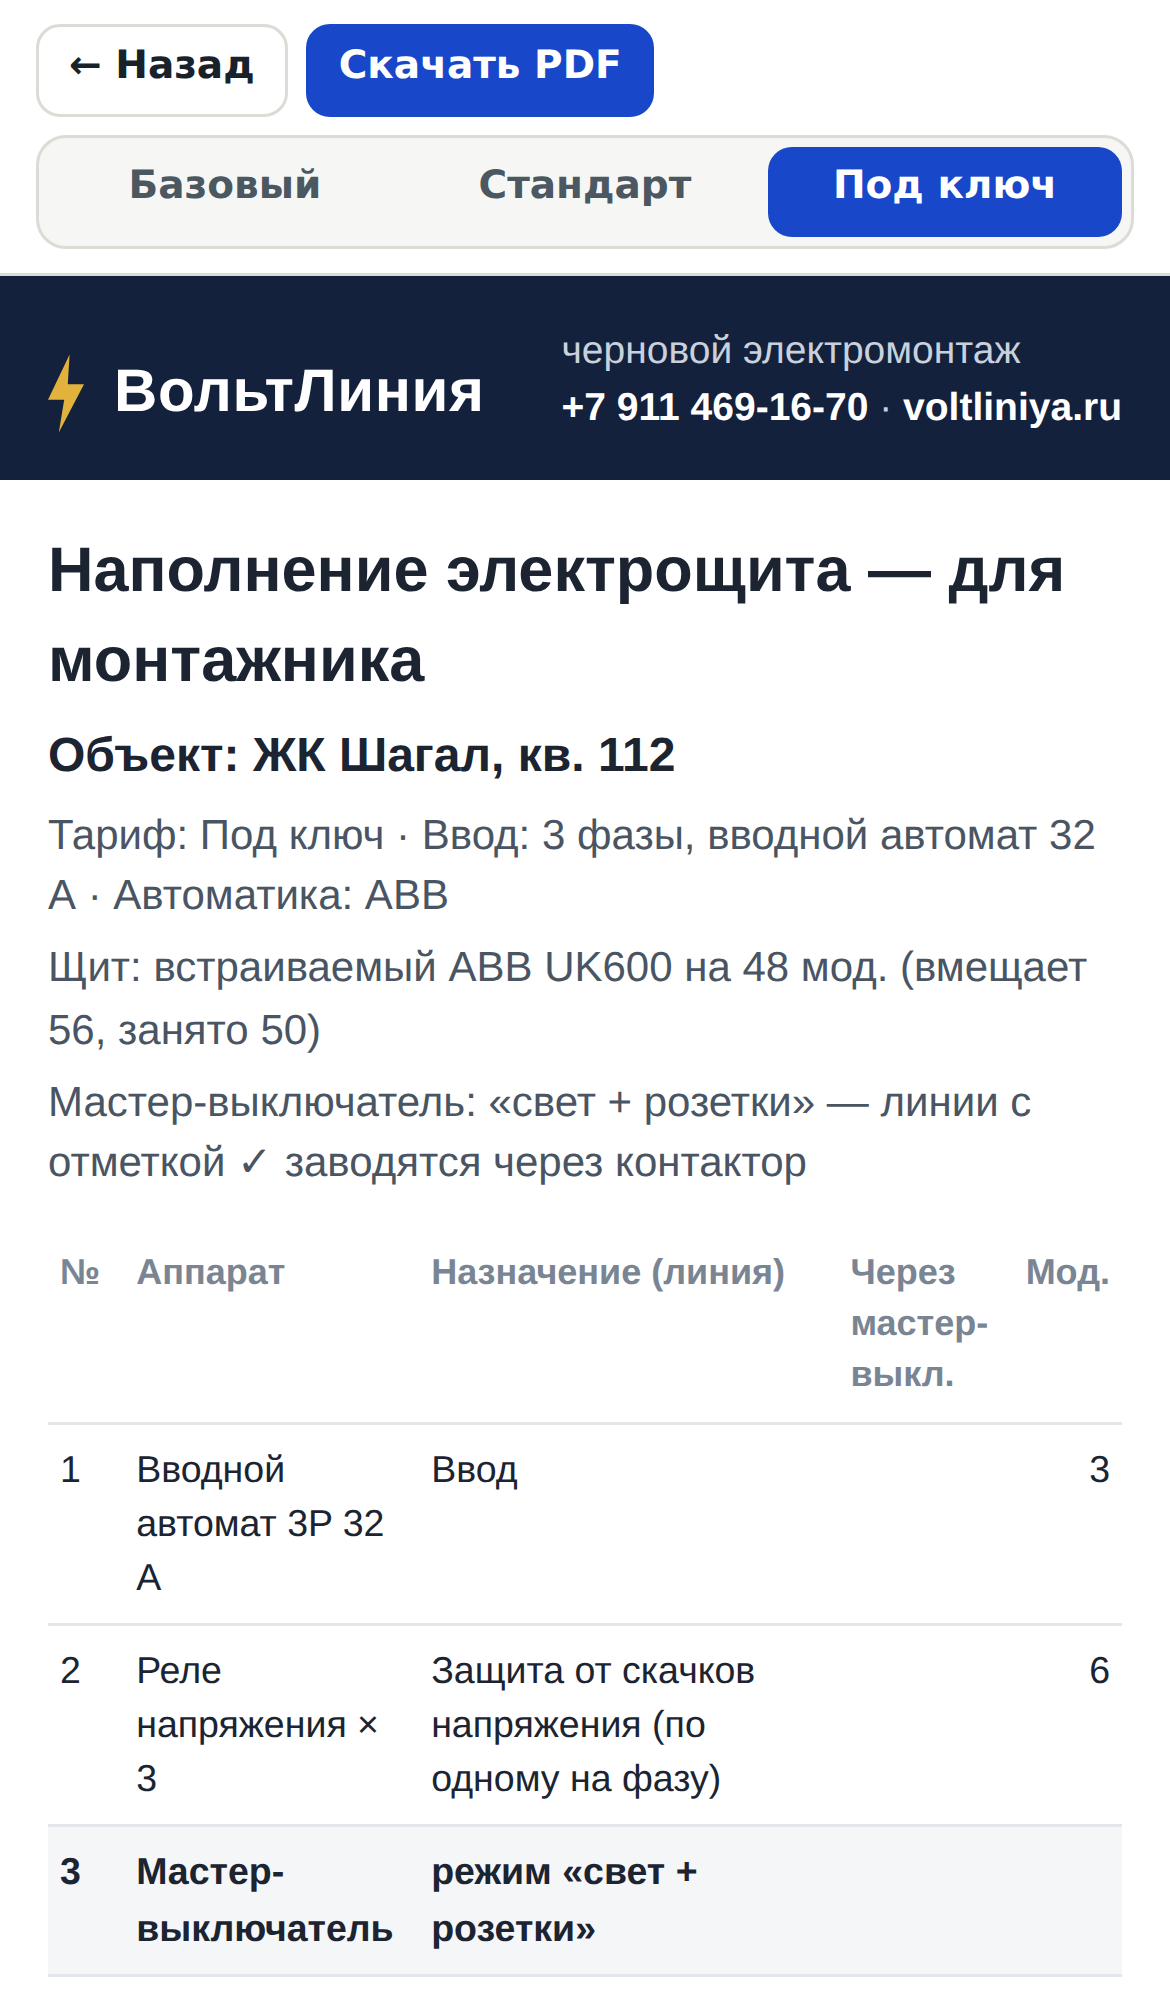 ← Назад
Скачать PDF
Базовый
Стандарт
Под ключ
ВольтЛиния
черновой электромонтаж
+7 911 469-16-70 · voltliniya.ru
Наполнение электрощита — для
монтажника
Объект: ЖК Шагал, кв. 112
Тариф: Под ключ · Ввод: 3 фазы, вводной автомат 32
А · Автоматика: ABB
Щит: встраиваемый ABB UK600 на 48 мод. (вмещает
56, занято 50)
Мастер-выключатель: «свет + розетки» — линии с
отметкой ✓ заводятся через контактор
№
Аппарат
Назначение (линия)
Через
мастер-
выкл.
Мод.
1
Вводной
автомат 3P 32
А
Ввод
3
2
Реле
напряжения ×
3
Защита от скачков
напряжения (по
одному на фазу)
6
3
Мастер-
выключатель
режим «свет +
розетки»